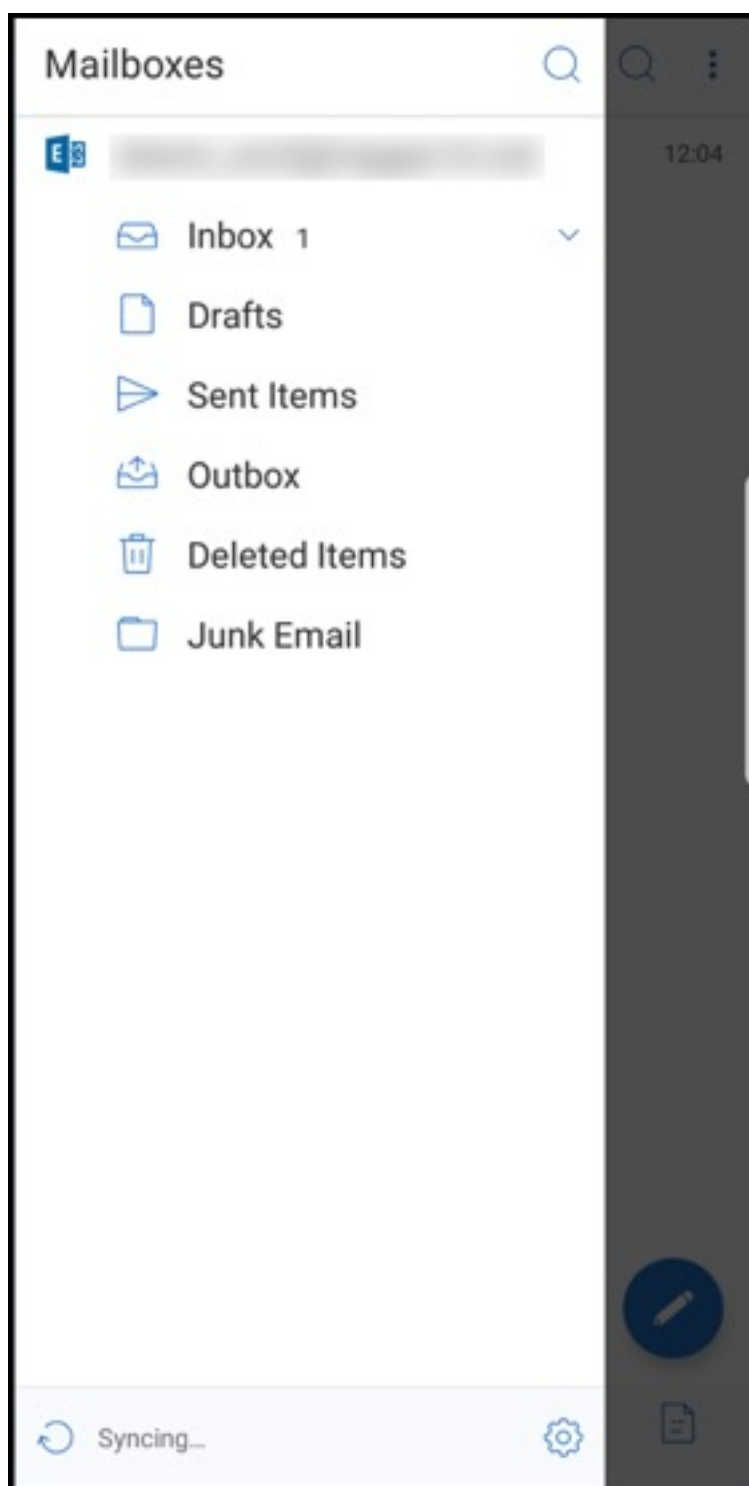 Mailboxes
12:04
Inbox 1
Drafts
Sent Items
Outbox
Deleted Items
Junk Email
Syncing...